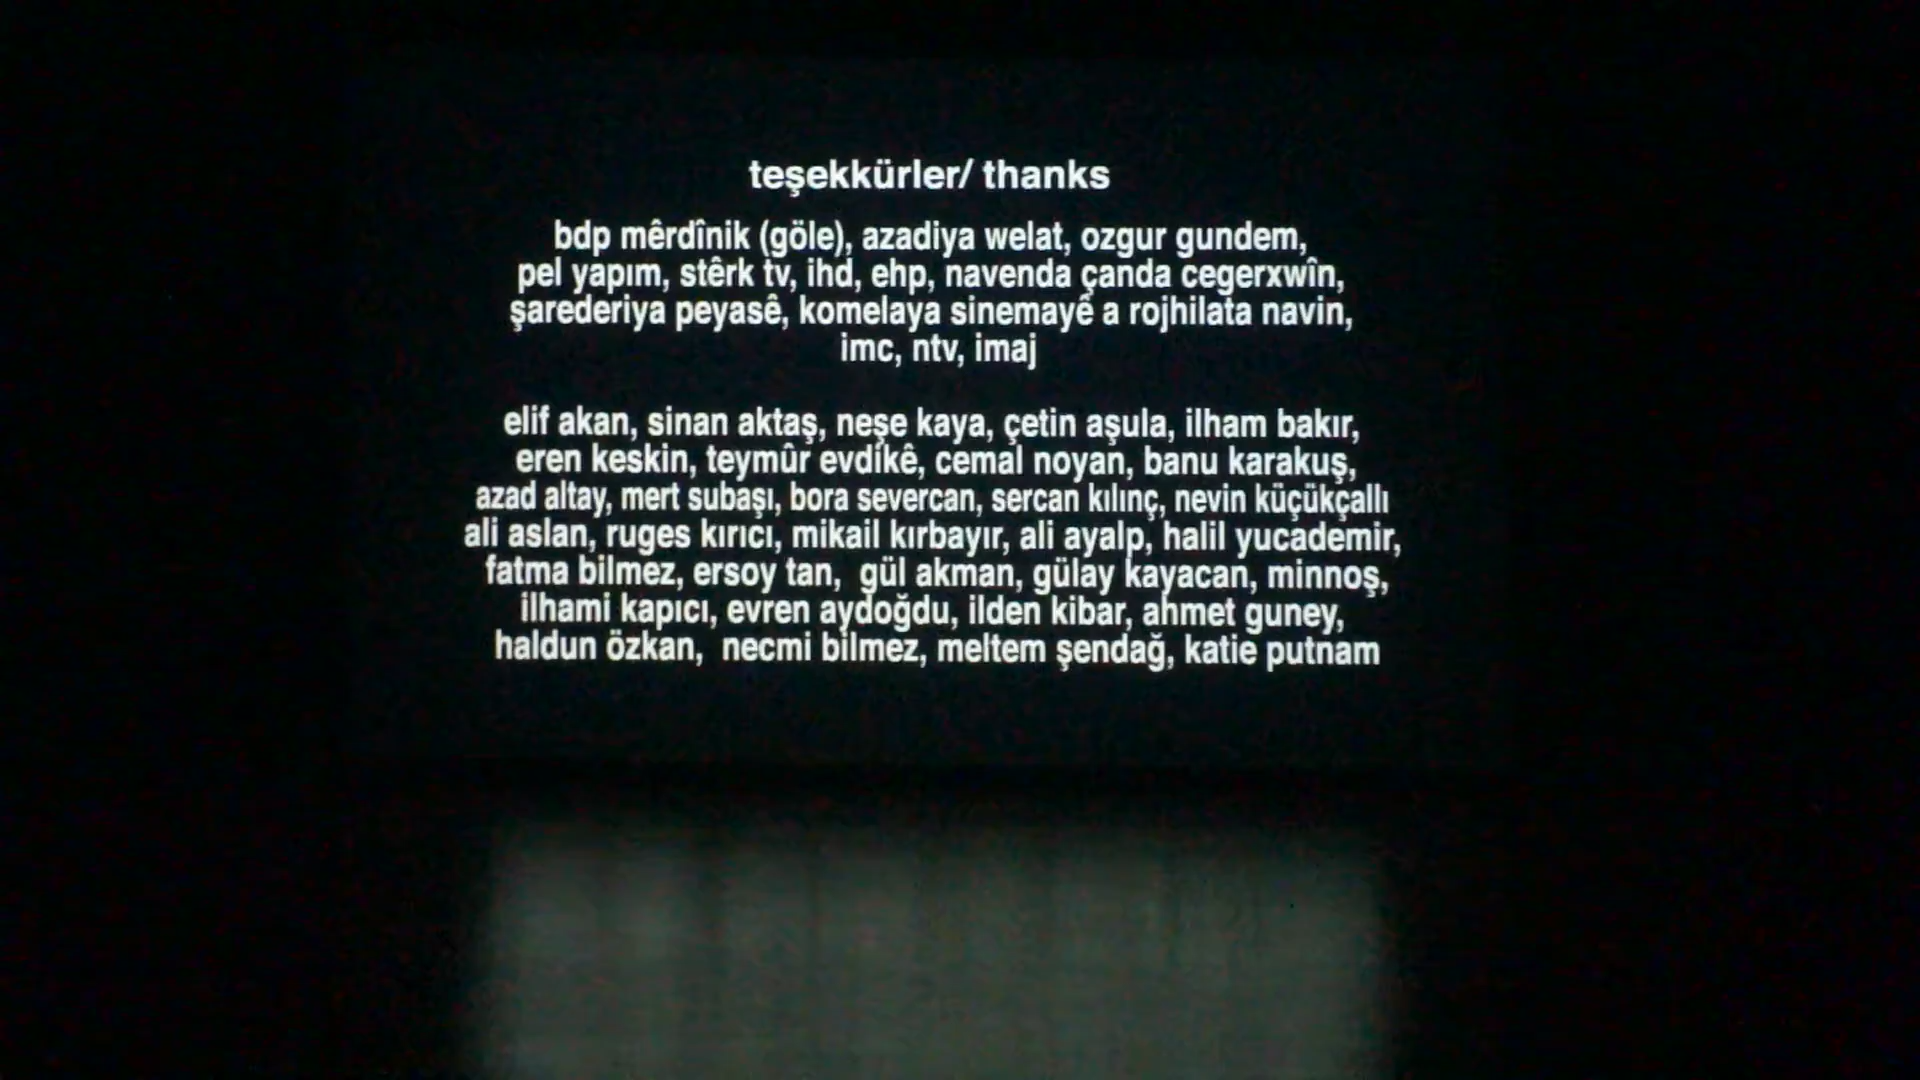 teşekkürler/ thanks
bdp mêrdînik (göle), azadiya welat, ozgur gundem,
pel yapım, stêrk tv, ihd, ehp, navenda çanda cegerxwîn,
şarederiya peyasê, komelaya sinemayê a rojhilata navin,
imc, ntv, imaj
elif akan, sinan aktaş, neşe kaya, çetin aşula, ilham bakır,
eren keskin, teymûr evdikê, cemal noyan, banu karakuş,
azad altay, mert subaşı, bora severcan, sercan kılınç, nevin küçükçallı
ali aslan, ruges kırıcı, mikail kırbayır, ali ayalp, halil yucademir,
fatma bilmez, ersoy tan, gül akman, gülay kayacan, minnoş,
ilhami kapıcı, evren aydoğdu, ilden kibar, ahmet guney,
haldun özkan, necmi bilmez, meltem şendağ, katie putnam